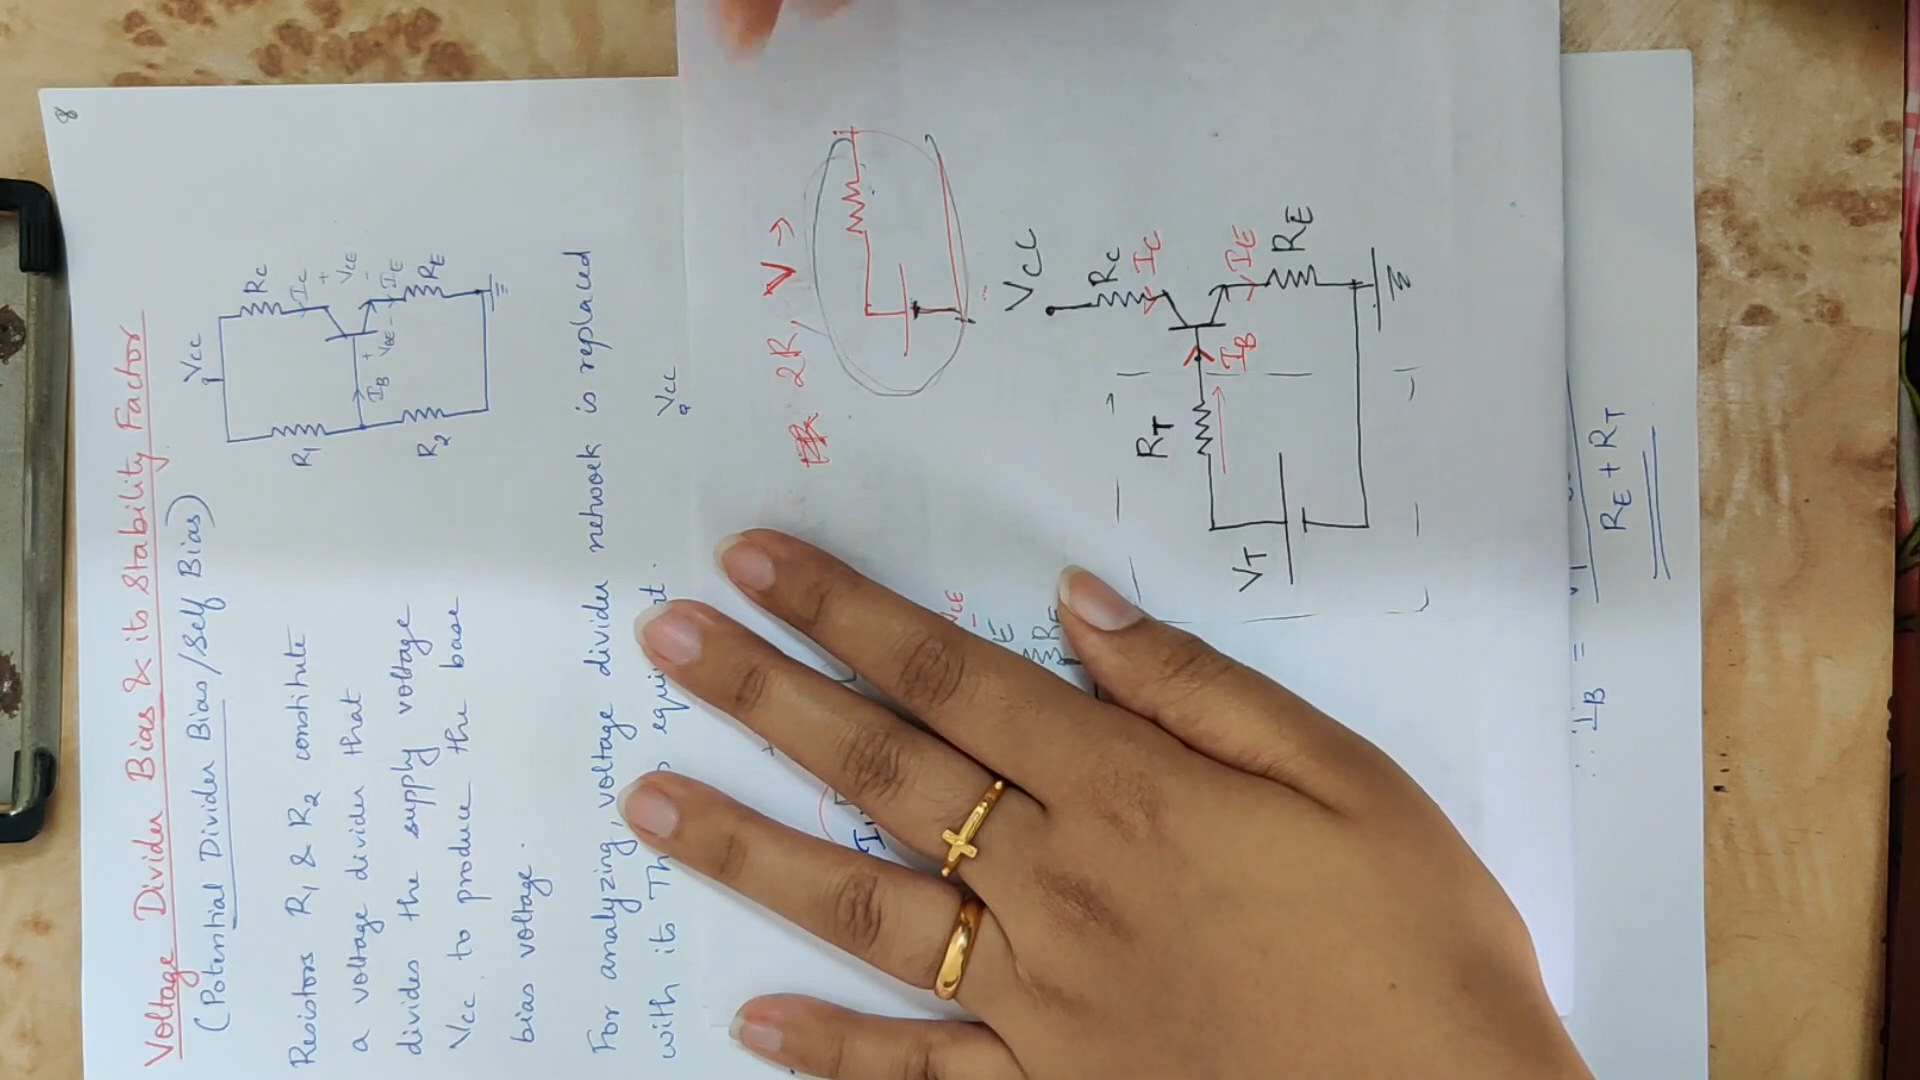 8
Voltage Divider Bias & its Stability Factor
(Potential Divider Bias/Self Bias)
Resistors R1 & R2 constitute
a voltage divider that
divides the supply voltage
Vcc to produce the base
bias voltage.
Vcc
R1
RC
IC
+
VCE
-
IB
+
VBE
-
IE
R2
RE
For analyzing, voltage divider network is replaced
with its
Vcc
2R, V →
VCC
RC
IC
RT
IB
IE
RE
VT
VCE
RE
∴ IB =
RE + RT